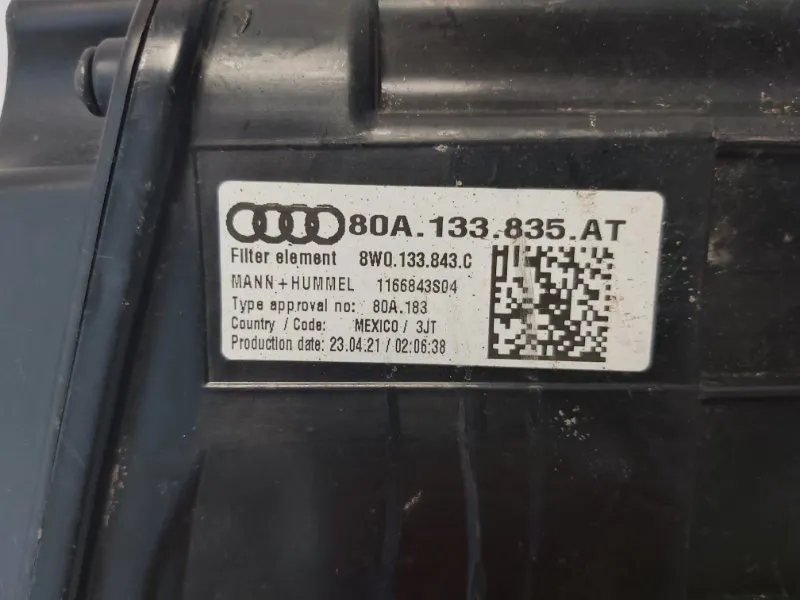 80A.133.835.AT
Filter element 8W0.133.843.C
MANN+HUMMEL 1166843S04
Type approval no: 80A.183
Country / Code: MEXICO / 3JT
Production date: 23.04.21 / 02:06:38